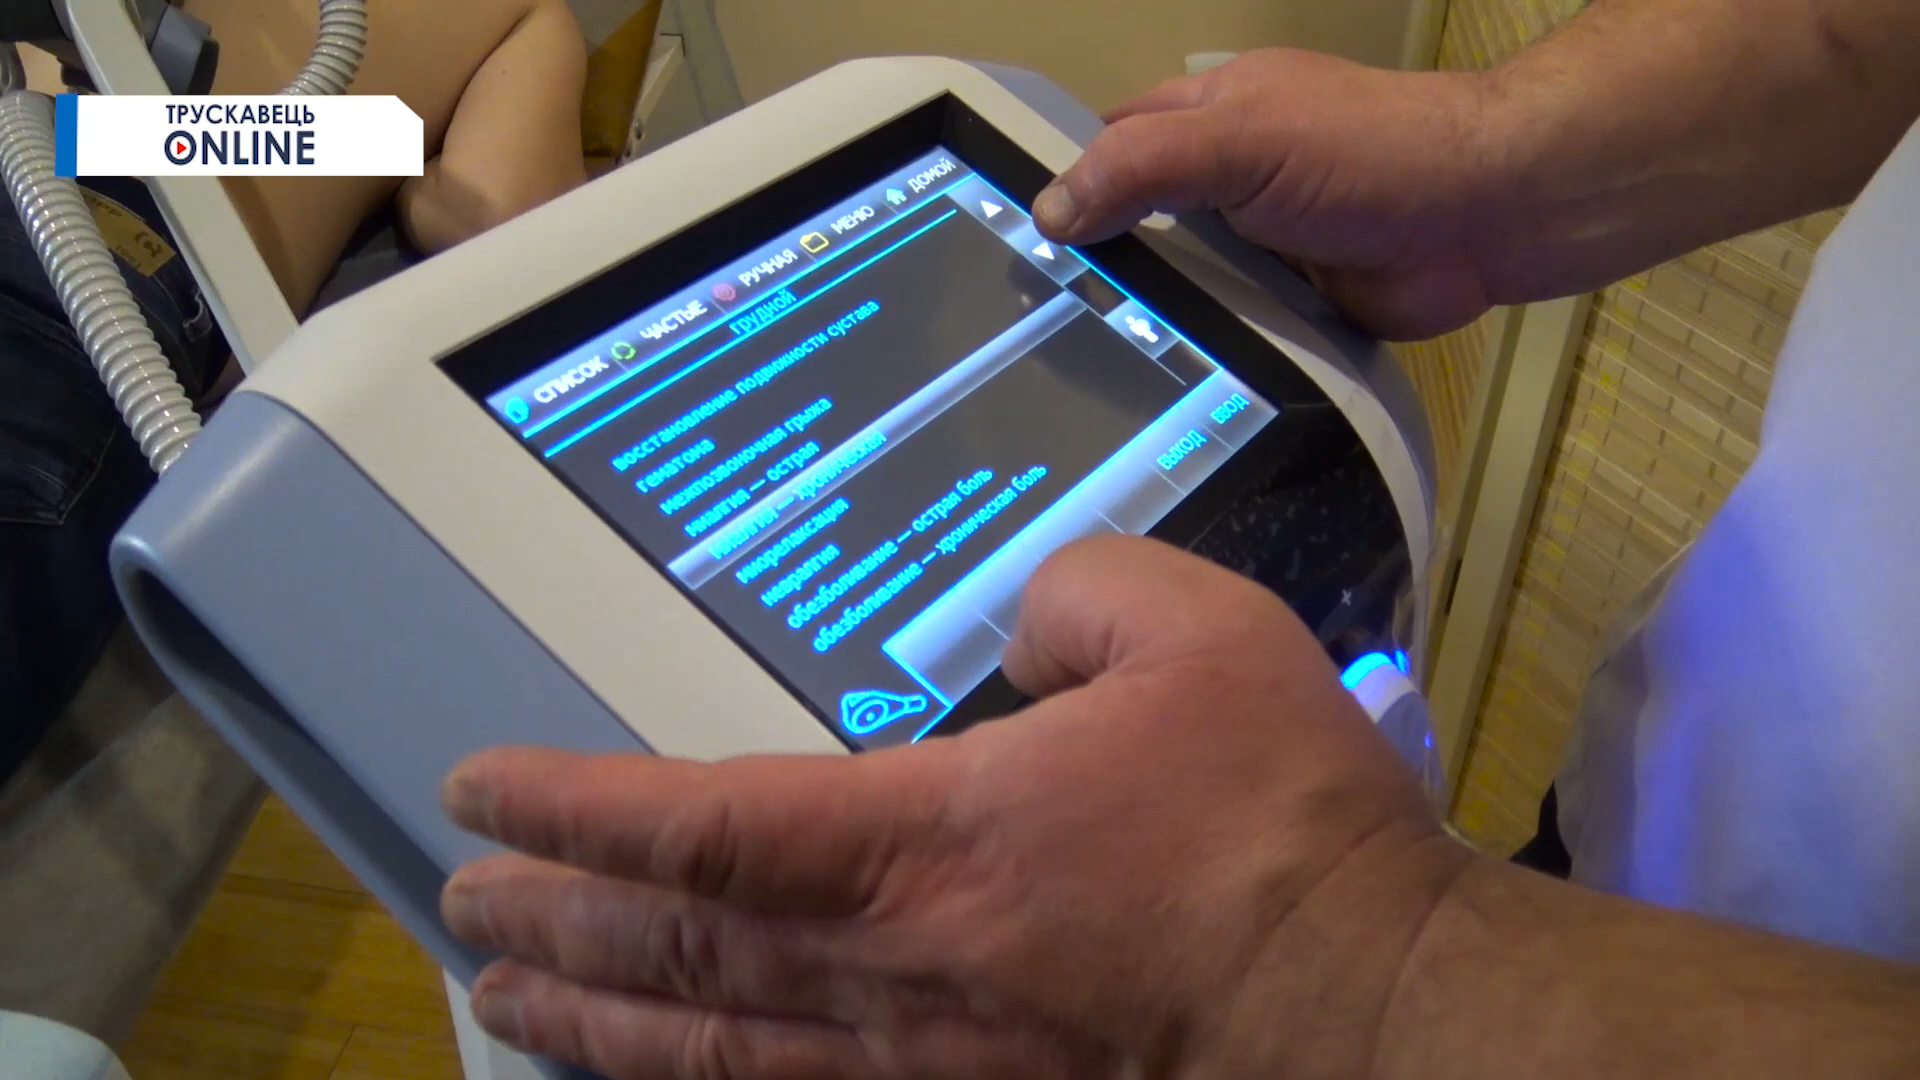 ТРУСКАВЕЦЬ
ONLINE
СПИСОК ЧАСТЫЕ РУЧНАЯ МЕНЮ ДОМОЙ
ГРУДНОЙ
восстановление подвижности сустава
гематома
межпозвоночная грыжа
миалгия — острая
миалгия — хроническая
миорелаксация
невралгия
обезболивание — острая боль
обезболивание — хроническая боль
ВЫХОД ВВОД